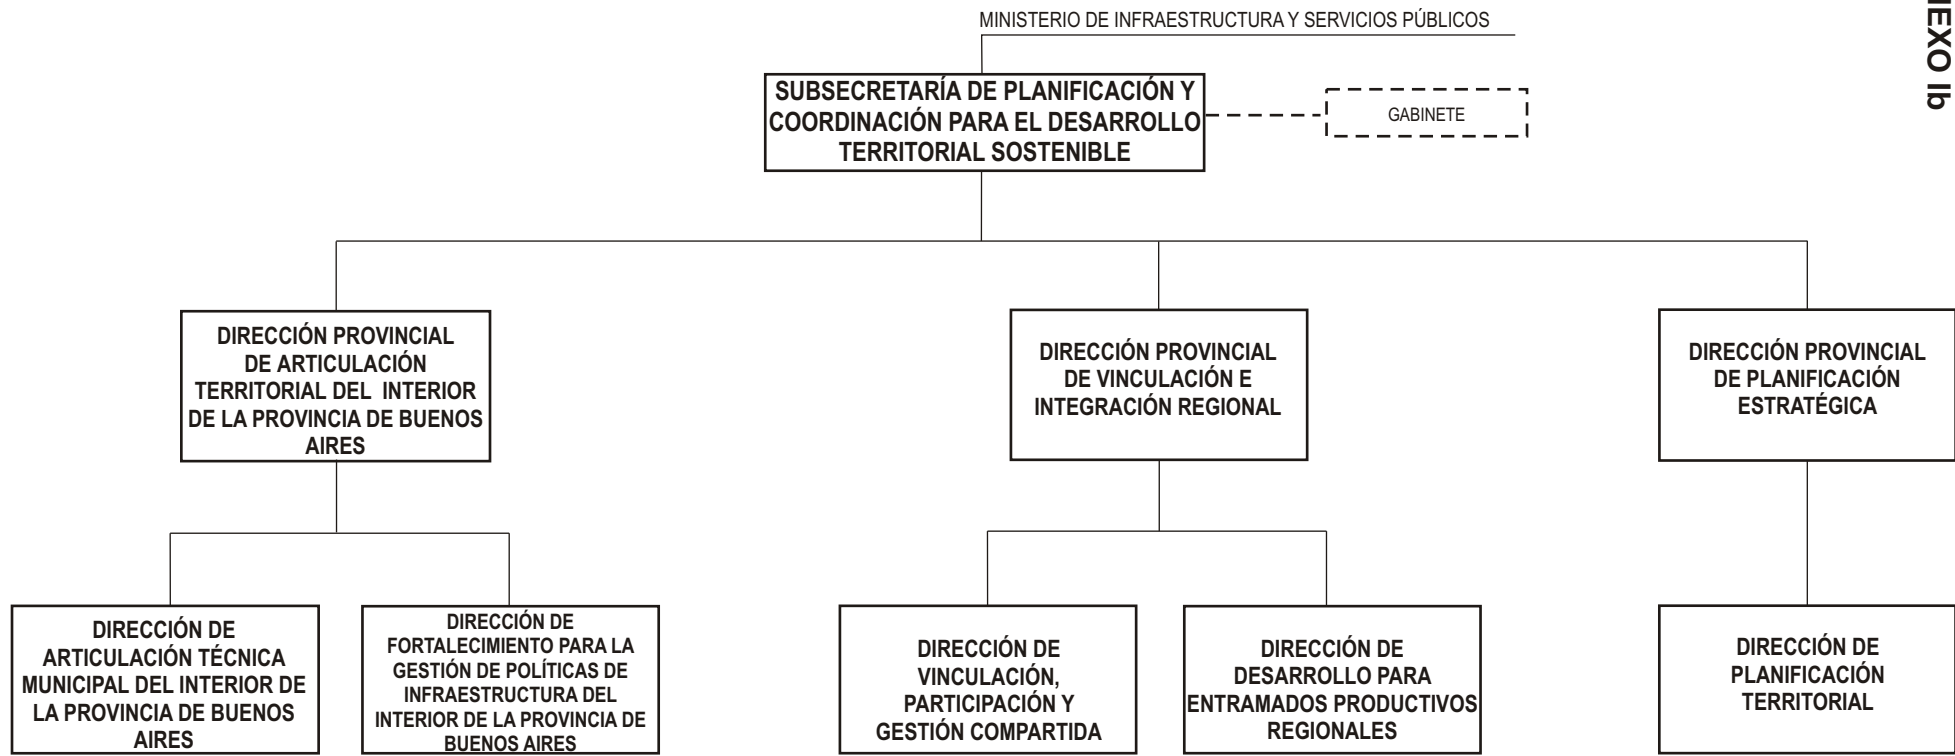 IEXO Ib
MINISTERIO DE INFRAESTRUCTURA Y SERVICIOS PÚBLICOS
SUBSECRETARÍA DE PLANIFICACIÓN Y
COORDINACIÓN PARA EL DESARROLLO
TERRITORIAL SOSTENIBLE
GABINETE
DIRECCIÓN PROVINCIAL
DE ARTICULACIÓN
TERRITORIAL DEL INTERIOR
DE LA PROVINCIA DE BUENOS
AIRES
DIRECCIÓN PROVINCIAL
DE VINCULACIÓN E
INTEGRACIÓN REGIONAL
DIRECCIÓN PROVINCIAL
DE PLANIFICACIÓN
ESTRATÉGICA
DIRECCIÓN DE
ARTICULACIÓN TÉCNICA
MUNICIPAL DEL INTERIOR DE
LA PROVINCIA DE BUENOS
AIRES
DIRECCIÓN DE
FORTALECIMIENTO PARA LA
GESTIÓN DE POLÍTICAS DE
INFRAESTRUCTURA DEL
INTERIOR DE LA PROVINCIA DE
BUENOS AIRES
DIRECCIÓN DE
VINCULACIÓN,
PARTICIPACIÓN Y
GESTIÓN COMPARTIDA
DIRECCIÓN DE
DESARROLLO PARA
ENTRAMADOS PRODUCTIVOS
REGIONALES
DIRECCIÓN DE
PLANIFICACIÓN
TERRITORIAL